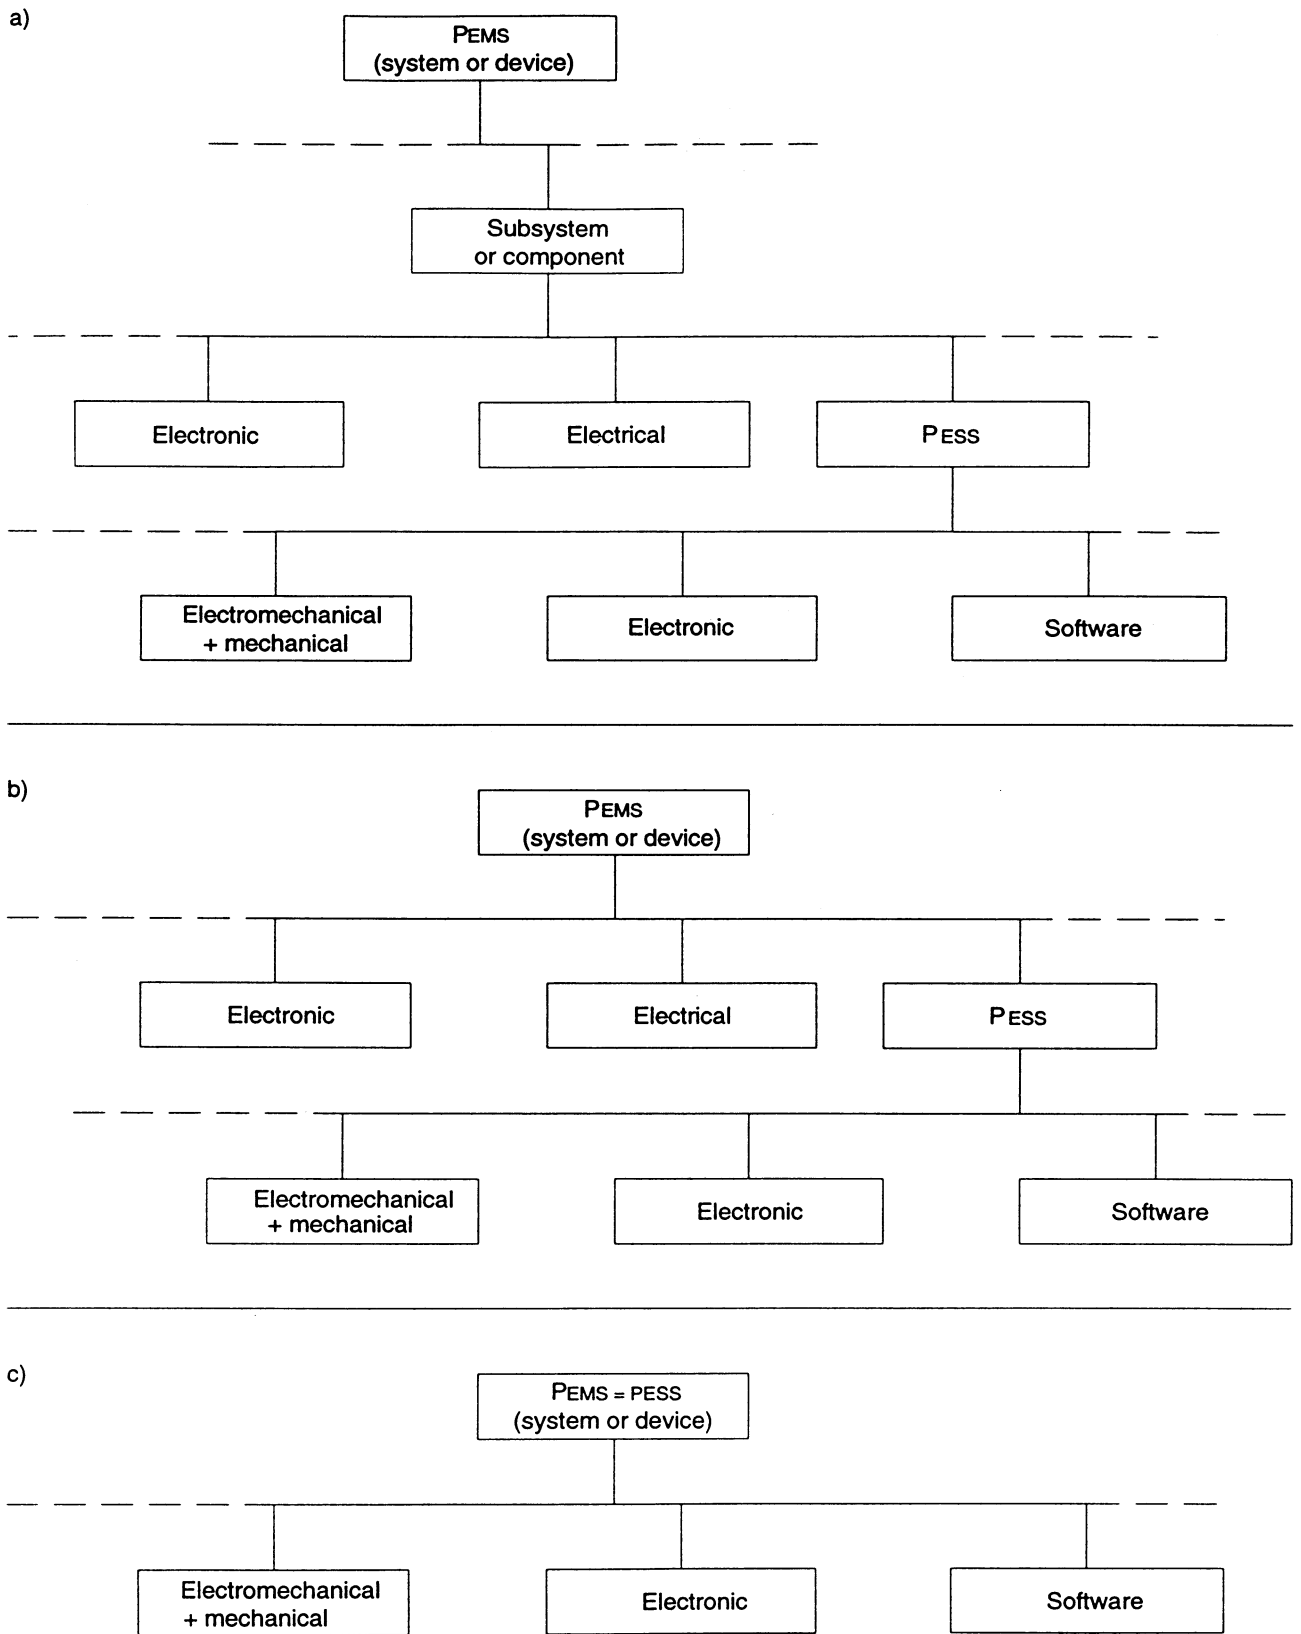 a)
PEMS
(system or device)
Subsystem
or component
Electronic
Electrical
PESS
Electromechanical
+ mechanical
Electronic
Software
b)
PEMS
(system or device)
Electronic
Electrical
PESS
Electromechanical
+ mechanical
Electronic
Software
c)
PEMS = PESS
(system or device)
Electromechanical
+ mechanical
Electronic
Software